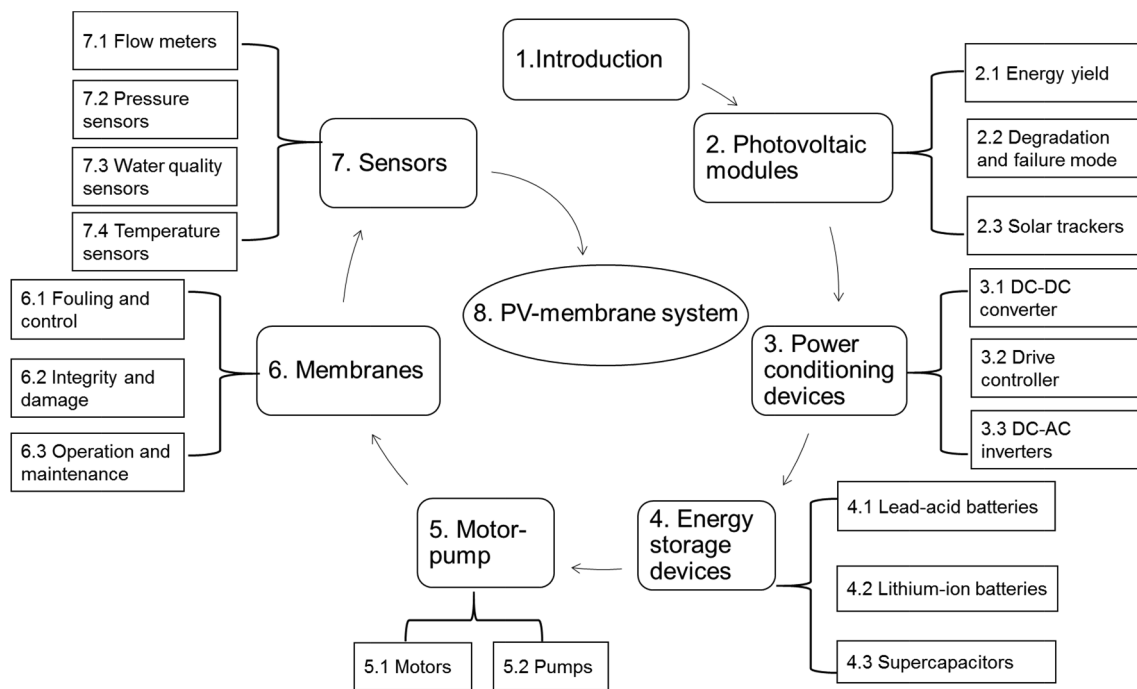 1.Introduction
2. Photovoltaic
modules
2.1 Energy yield
2.2 Degradation
and failure mode
2.3 Solar trackers
3. Power
conditioning
devices
3.1 DC-DC
converter
3.2 Drive
controller
3.3 DC-AC
inverters
4. Energy
storage
devices
4.1 Lead-acid batteries
4.2 Lithium-ion batteries
4.3 Supercapacitors
5. Motor-
pump
5.1 Motors
5.2 Pumps
6. Membranes
6.1 Fouling and
control
6.2 Integrity and
damage
6.3 Operation and
maintenance
7. Sensors
7.1 Flow meters
7.2 Pressure
sensors
7.3 Water quality
sensors
7.4 Temperature
sensors
8. PV-membrane system